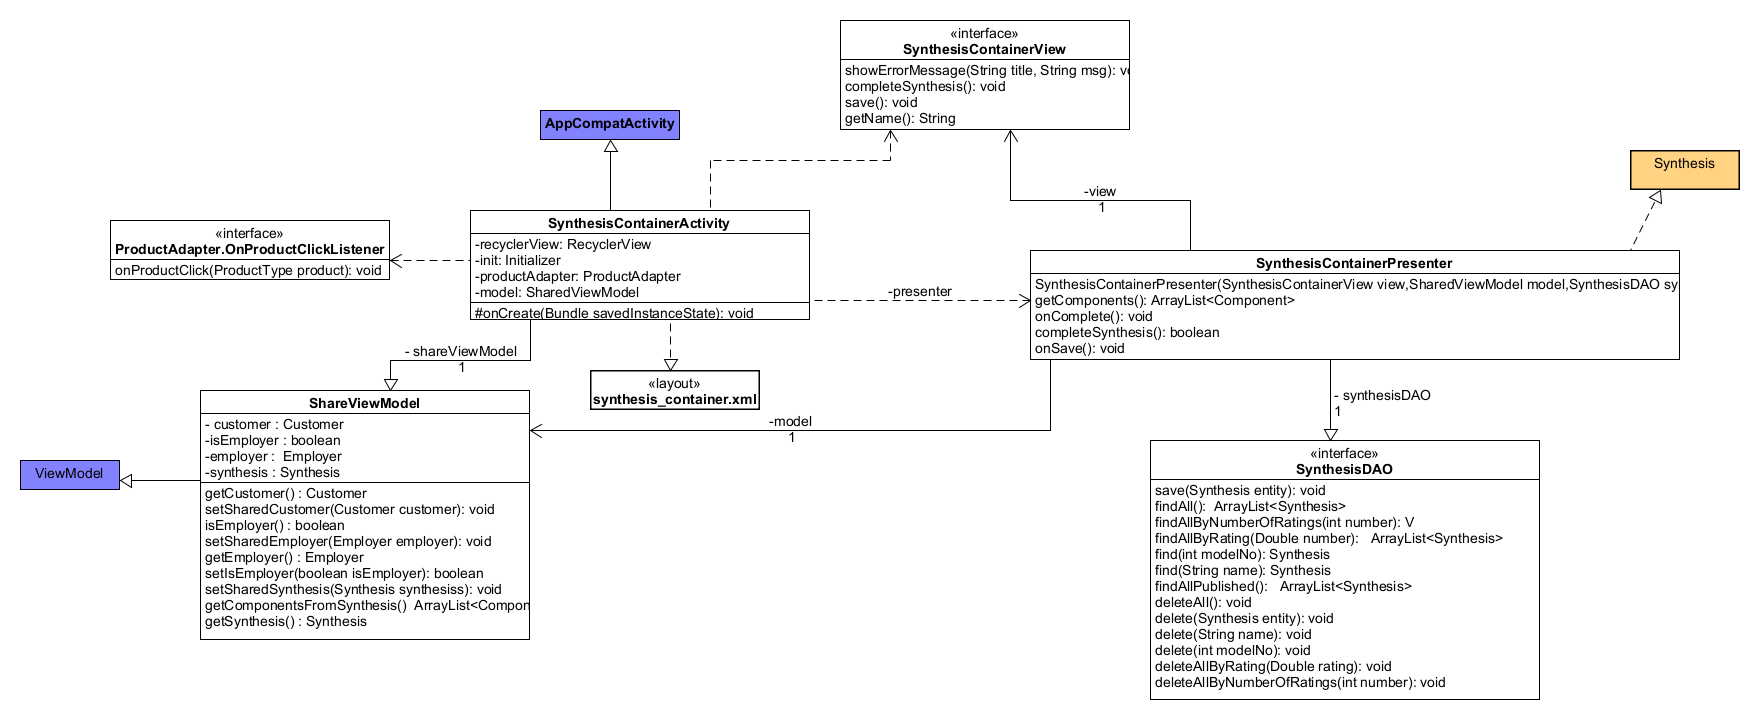 «interface»
SynthesisContainerView
showErrorMessage(String title, String msg): v
completeSynthesis(): void
save(): void
getName(): String
AppCompatActivity
Synthesis
-view
1
«interface»
ProductAdapter.OnProductClickListener
onProductClick(ProductType product): void
SynthesisContainerActivity
-recyclerView: RecyclerView
-init: Initializer
-productAdapter: ProductAdapter
-model: SharedViewModel
#onCreate(Bundle savedInstanceState): void
-presenter
SynthesisContainerPresenter
SynthesisContainerPresenter(SynthesisContainerView view,SharedViewModel model,SynthesisDAO sy
getComponents(): ArrayList<Component>
onComplete(): void
completeSynthesis(): boolean
onSave(): void
- shareViewModel
1
«layout»
synthesis_container.xml
-model
1
- synthesisDAO
1
ViewModel
ShareViewModel
- customer : Customer
-isEmployer : boolean
-employer :  Employer
-synthesis : Synthesis
getCustomer() : Customer
setSharedCustomer(Customer customer): void
isEmployer() : boolean
setSharedEmployer(Employer employer): void
getEmployer() : Employer
setIsEmployer(boolean isEmployer): boolean
setSharedSynthesis(Synthesis synthesiss): void
getComponentsFromSynthesis()  ArrayList<Compon
getSynthesis() : Synthesis
«interface»
SynthesisDAO
save(Synthesis entity): void
findAll():  ArrayList<Synthesis>
findAllByNumberOfRatings(int number): V
findAllByRating(Double number):   ArrayList<Synthesis>
find(int modelNo): Synthesis
find(String name): Synthesis
findAllPublished():   ArrayList<Synthesis>
deleteAll(): void
delete(Synthesis entity): void
delete(String name): void
delete(int modelNo): void
deleteAllByRating(Double rating): void
deleteAllByNumberOfRatings(int number): void